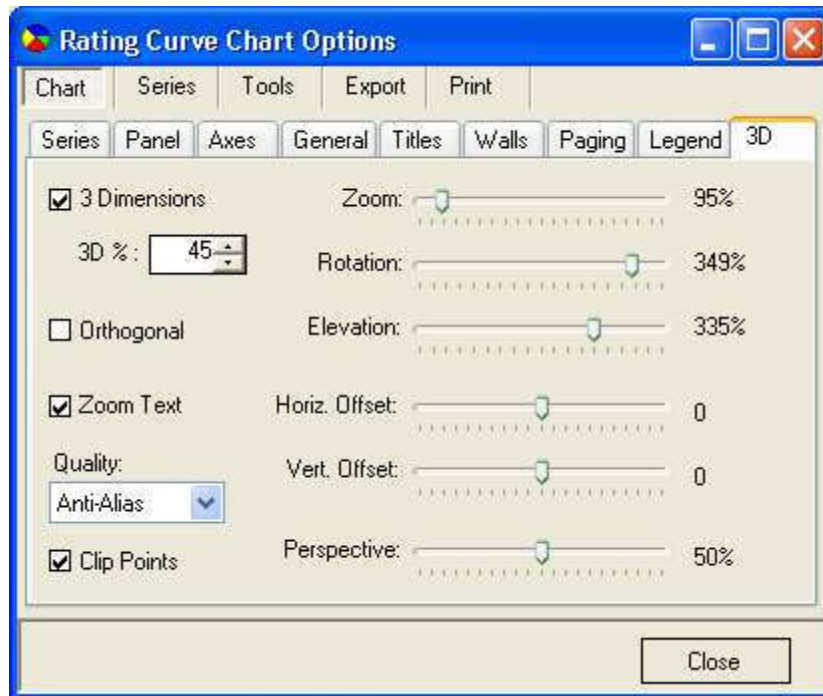 Rating Curve Chart Options
Chart Series Tools Export Print
Series Panel Axes General Titles Walls Paging Legend 3D
3 Dimensions Zoom: 95%
3D % : 45
Rotation: 349%
Orthogonal Elevation: 335%
Zoom Text Horiz. Offset: 0
Quality: Vert. Offset: 0
Anti-Alias
Clip Points Perspective: 50%
Close